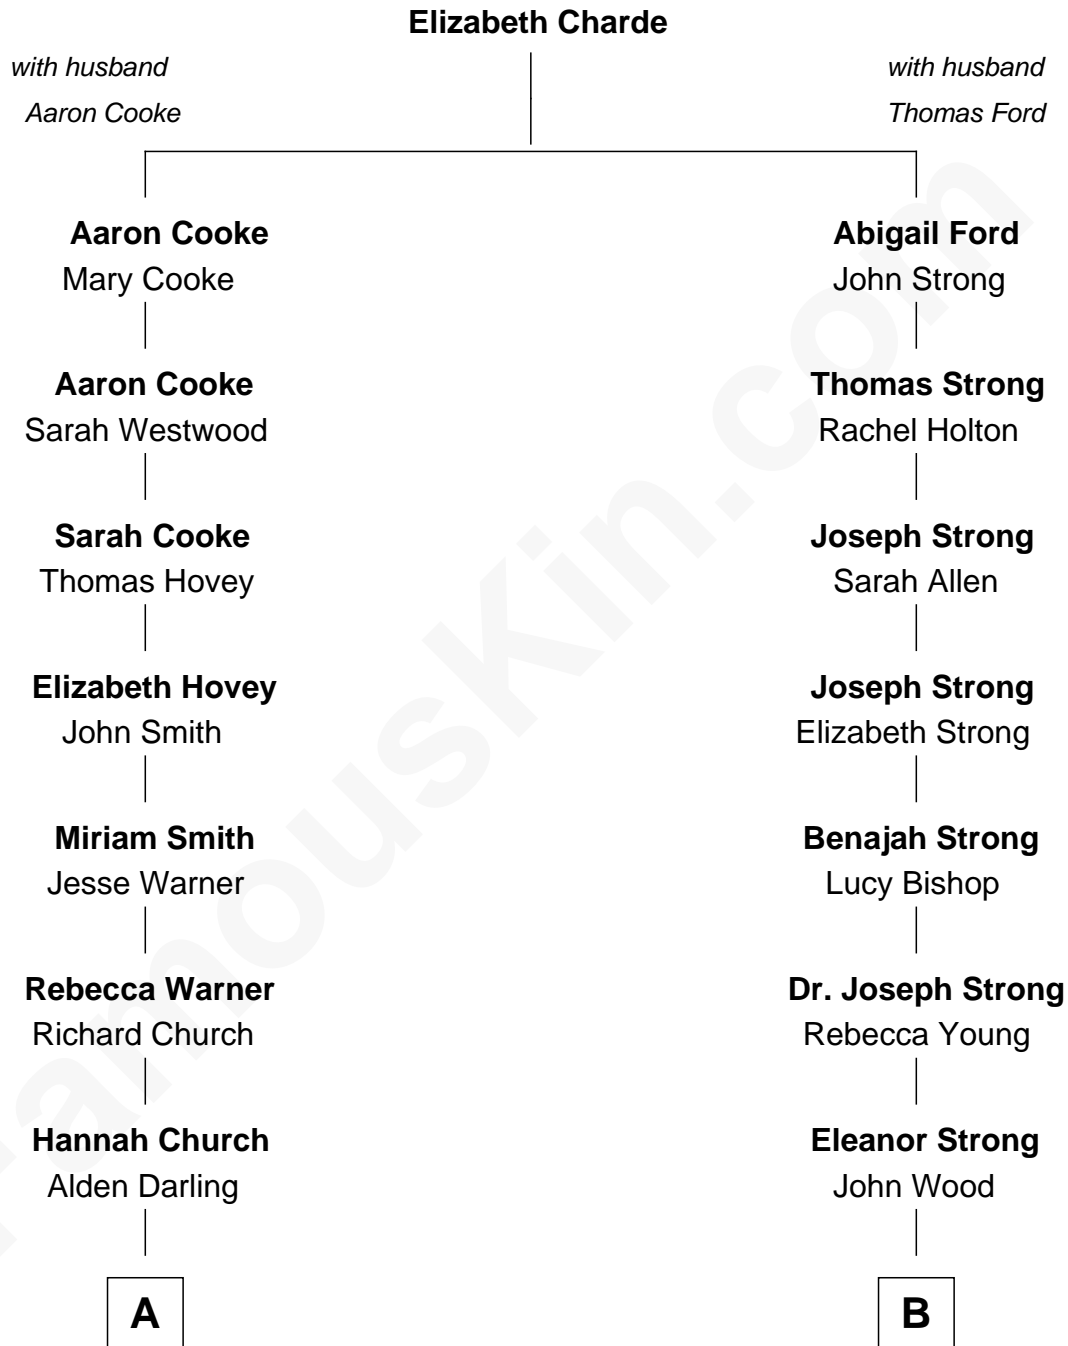 Elizabeth Charde
with husband
Aaron Cooke
with husband
Thomas Ford
Aaron Cooke
Mary Cooke
Abigail Ford
John Strong
Aaron Cooke
Sarah Westwood
Thomas Strong
Rachel Holton
Sarah Cooke
Thomas Hovey
Joseph Strong
Sarah Allen
Elizabeth Hovey
John Smith
Joseph Strong
Elizabeth Strong
Miriam Smith
Jesse Warner
Benajah Strong
Lucy Bishop
Rebecca Warner
Richard Church
Dr. Joseph Strong
Rebecca Young
Hannah Church
Alden Darling
Eleanor Strong
John Wood
A
B
FamousKin.com